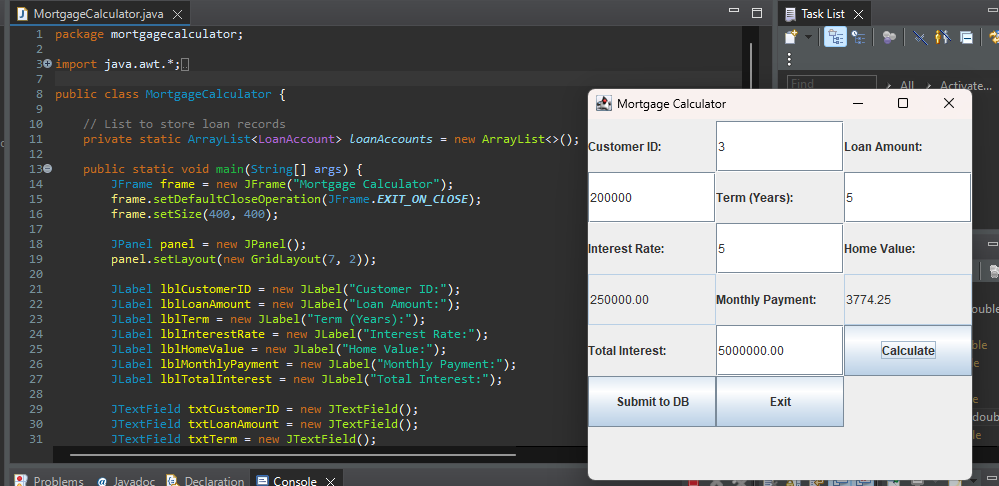 MortgageCalculator.java
1 package mortgagecalculator;
2
3 import java.awt.*;
7
8 public class MortgageCalculator {
9
10 // List to store loan records
11 private static ArrayList<LoanAccount> loanAccounts = new ArrayList<>();
12
13 public static void main(String[] args) {
14 JFrame frame = new JFrame("Mortgage Calculator");
15 frame.setDefaultCloseOperation(JFrame.EXIT_ON_CLOSE);
16 frame.setSize(400, 400);
17
18 JPanel panel = new JPanel();
19 panel.setLayout(new GridLayout(7, 2));
20
21 JLabel lblCustomerID = new JLabel("Customer ID:");
22 JLabel lblLoanAmount = new JLabel("Loan Amount:");
23 JLabel lblTerm = new JLabel("Term (Years):");
24 JLabel lblInterestRate = new JLabel("Interest Rate:");
25 JLabel lblHomeValue = new JLabel("Home Value:");
26 JLabel lblMonthlyPayment = new JLabel("Monthly Payment:");
27 JLabel lblTotalInterest = new JLabel("Total Interest:");
28
29 JTextField txtCustomerID = new JTextField();
30 JTextField txtLoanAmount = new JTextField();
31 JTextField txtTerm = new JTextField();
Problems Javadoc Declaration Console
Task List
Find All Activate...
Mortgage Calculator
Customer ID: 3 Loan Amount:
200000 Term (Years): 5
Interest Rate: 5 Home Value:
250000.00 Monthly Payment: 3774.25
Total Interest: 5000000.00 Calculate
Submit to DB Exit